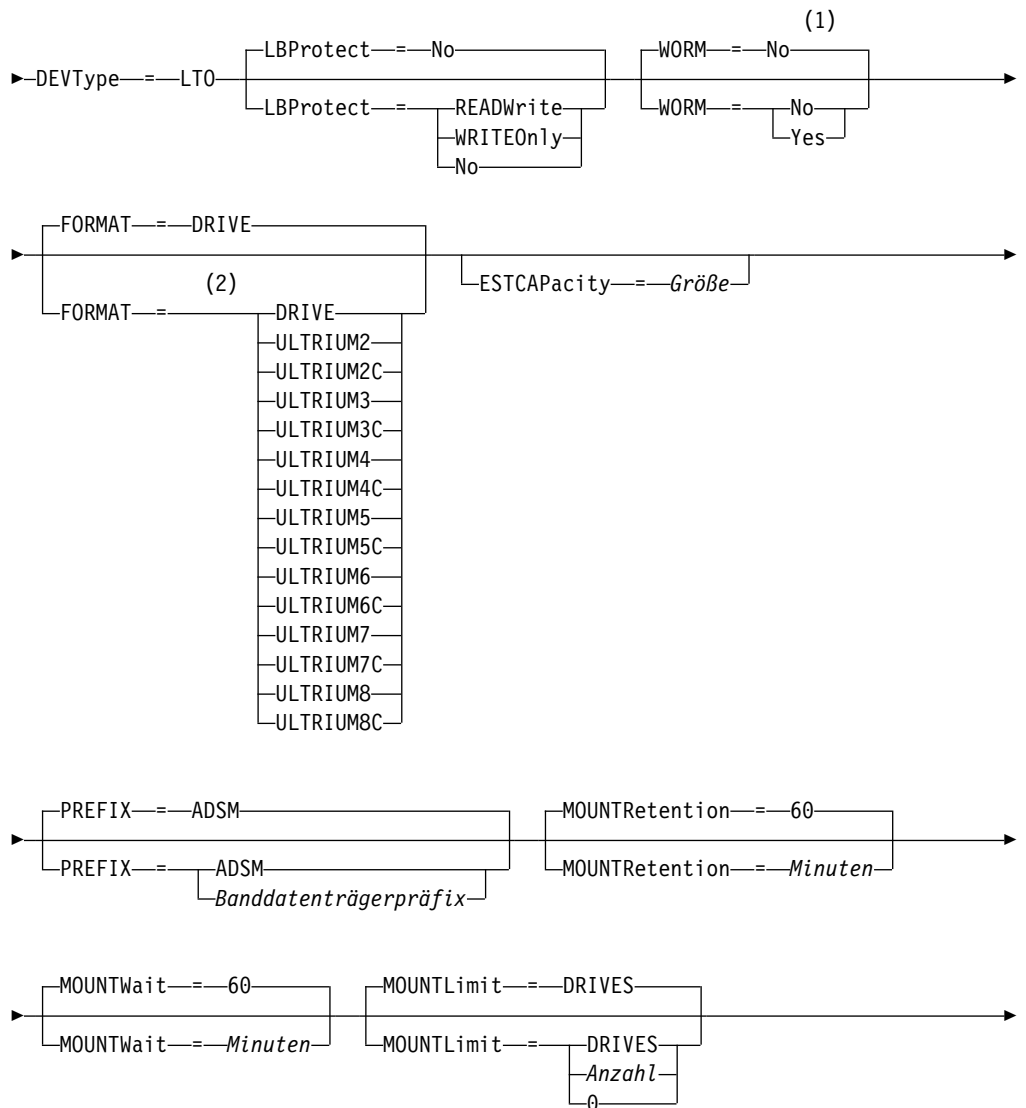 (1)
LBProtect = No WORM = No
DEVType = LTO
LBProtect = READWrite WORM = No
WRITEOnly Yes
No
FORMAT = DRIVE
(2) ESTCAPacity = Größe
FORMAT = DRIVE
ULTRIUM2
ULTRIUM2C
ULTRIUM3
ULTRIUM3C
ULTRIUM4
ULTRIUM4C
ULTRIUM5
ULTRIUM5C
ULTRIUM6
ULTRIUM6C
ULTRIUM7
ULTRIUM7C
ULTRIUM8
ULTRIUM8C
PREFIX = ADSM MOUNTRetention = 60
PREFIX = ADSM MOUNTRetention = Minuten
Banddatenträgerpräfix
MOUNTWait = 60 MOUNTLimit = DRIVES
MOUNTWait = Minuten MOUNTLimit = DRIVES
Anzahl
0